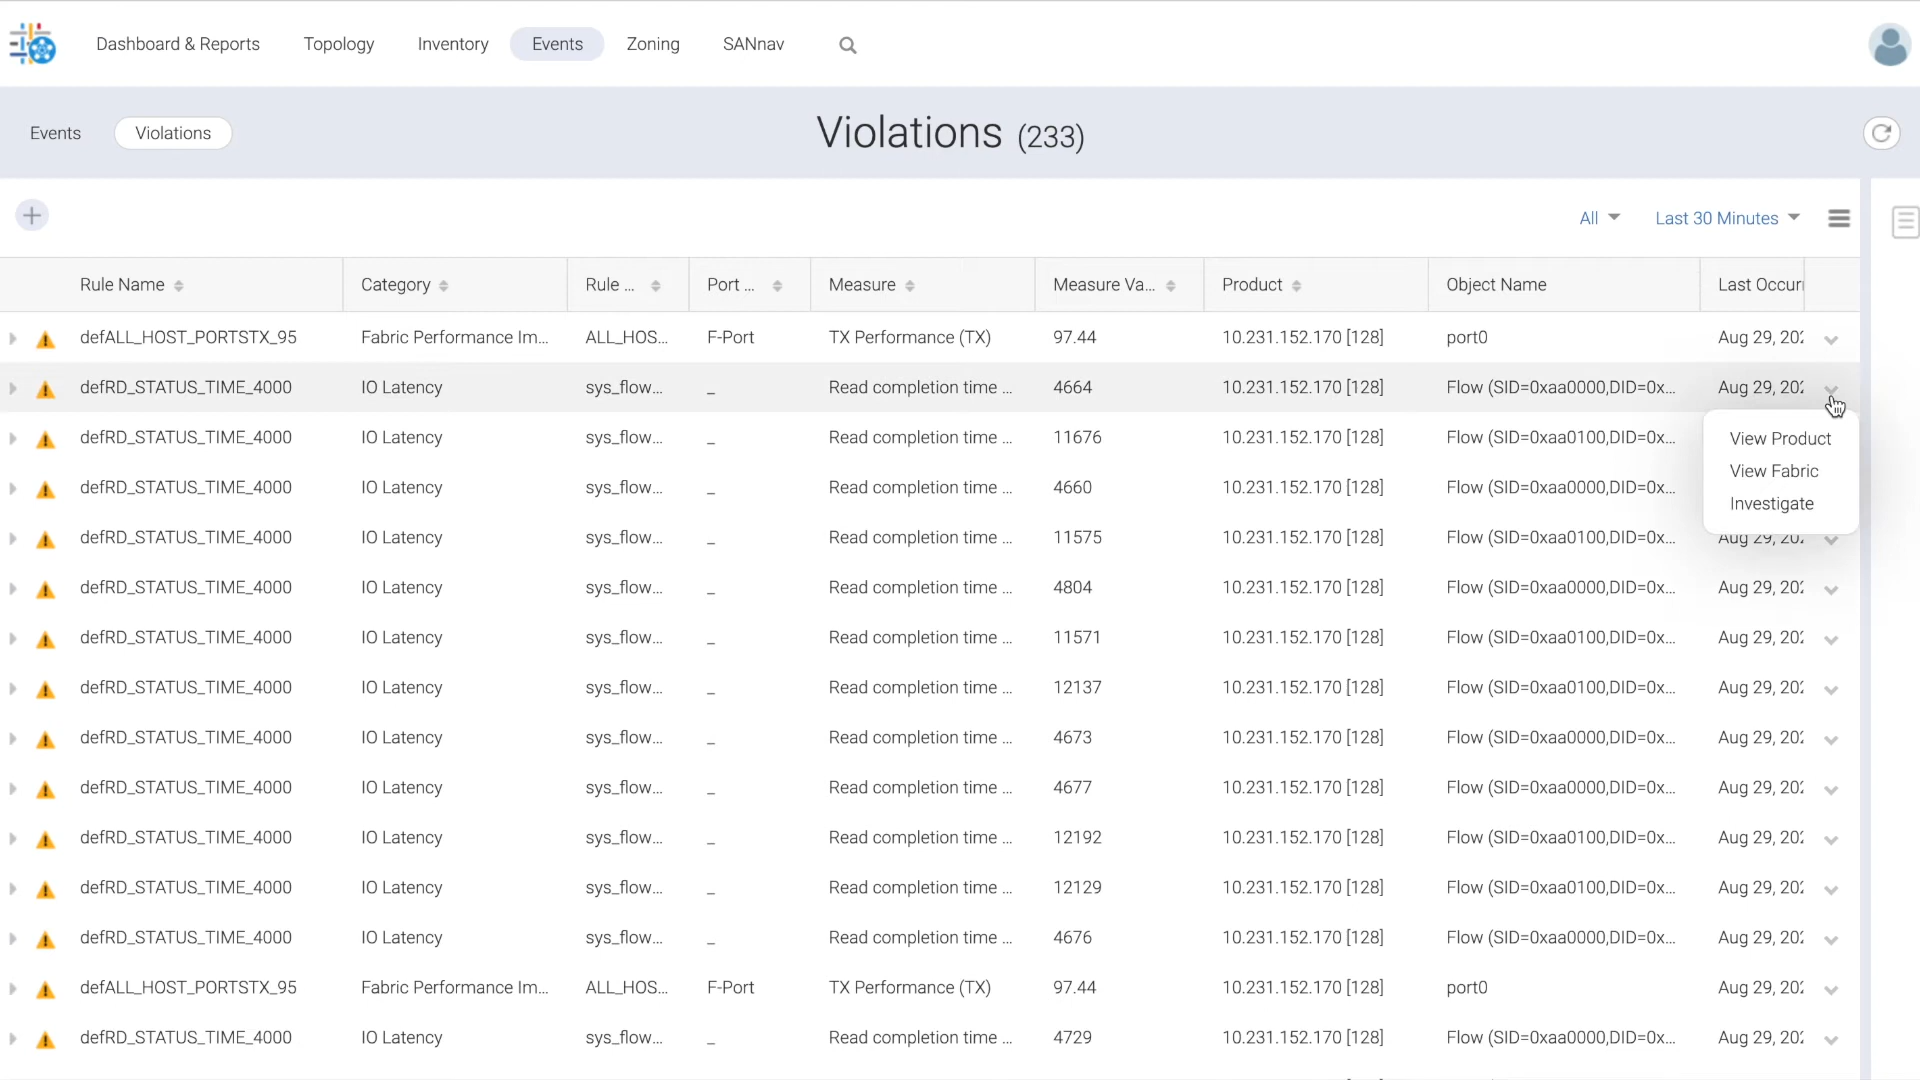 Dashboard & Reports Topology Inventory Events Zoning SANnav
Events Violations Violations (233)
All Last 30 Minutes
Rule Name Category Rule ... Port ... Measure Measure Va... Product Object Name Last Occur
defALL_HOST_PORTSTX_95 Fabric Performance Im... ALL_HOS... F-Port TX Performance (TX) 97.44 10.231.152.170 [128] port0 Aug 29, 202
defRD_STATUS_TIME_4000 IO Latency sys_flow... _ Read completion time ... 4664 10.231.152.170 [128] Flow (SID=0xaa0000,DID=0x... Aug 29, 202
defRD_STATUS_TIME_4000 IO Latency sys_flow... _ Read completion time ... 11676 10.231.152.170 [128] Flow (SID=0xaa0100,DID=0x... View Product
View Fabric
defRD_STATUS_TIME_4000 IO Latency sys_flow... _ Read completion time ... 4660 10.231.152.170 [128] Flow (SID=0xaa0000,DID=0x...
Investigate
defRD_STATUS_TIME_4000 IO Latency sys_flow... _ Read completion time ... 11575 10.231.152.170 [128] Flow (SID=0xaa0100,DID=0x... Aug 29, 202
defRD_STATUS_TIME_4000 IO Latency sys_flow... _ Read completion time ... 4804 10.231.152.170 [128] Flow (SID=0xaa0000,DID=0x... Aug 29, 202
defRD_STATUS_TIME_4000 IO Latency sys_flow... _ Read completion time ... 11571 10.231.152.170 [128] Flow (SID=0xaa0100,DID=0x... Aug 29, 202
defRD_STATUS_TIME_4000 IO Latency sys_flow... _ Read completion time ... 12137 10.231.152.170 [128] Flow (SID=0xaa0100,DID=0x... Aug 29, 202
defRD_STATUS_TIME_4000 IO Latency sys_flow... _ Read completion time ... 4673 10.231.152.170 [128] Flow (SID=0xaa0000,DID=0x... Aug 29, 202
defRD_STATUS_TIME_4000 IO Latency sys_flow... _ Read completion time ... 4677 10.231.152.170 [128] Flow (SID=0xaa0000,DID=0x... Aug 29, 202
defRD_STATUS_TIME_4000 IO Latency sys_flow... _ Read completion time ... 12192 10.231.152.170 [128] Flow (SID=0xaa0100,DID=0x... Aug 29, 202
defRD_STATUS_TIME_4000 IO Latency sys_flow... _ Read completion time ... 12129 10.231.152.170 [128] Flow (SID=0xaa0100,DID=0x... Aug 29, 202
defRD_STATUS_TIME_4000 IO Latency sys_flow... _ Read completion time ... 4676 10.231.152.170 [128] Flow (SID=0xaa0000,DID=0x... Aug 29, 202
defALL_HOST_PORTSTX_95 Fabric Performance Im... ALL_HOS... F-Port TX Performance (TX) 97.44 10.231.152.170 [128] port0 Aug 29, 202
defRD_STATUS_TIME_4000 IO Latency sys_flow... _ Read completion time ... 4729 10.231.152.170 [128] Flow (SID=0xaa0000,DID=0x... Aug 29, 202